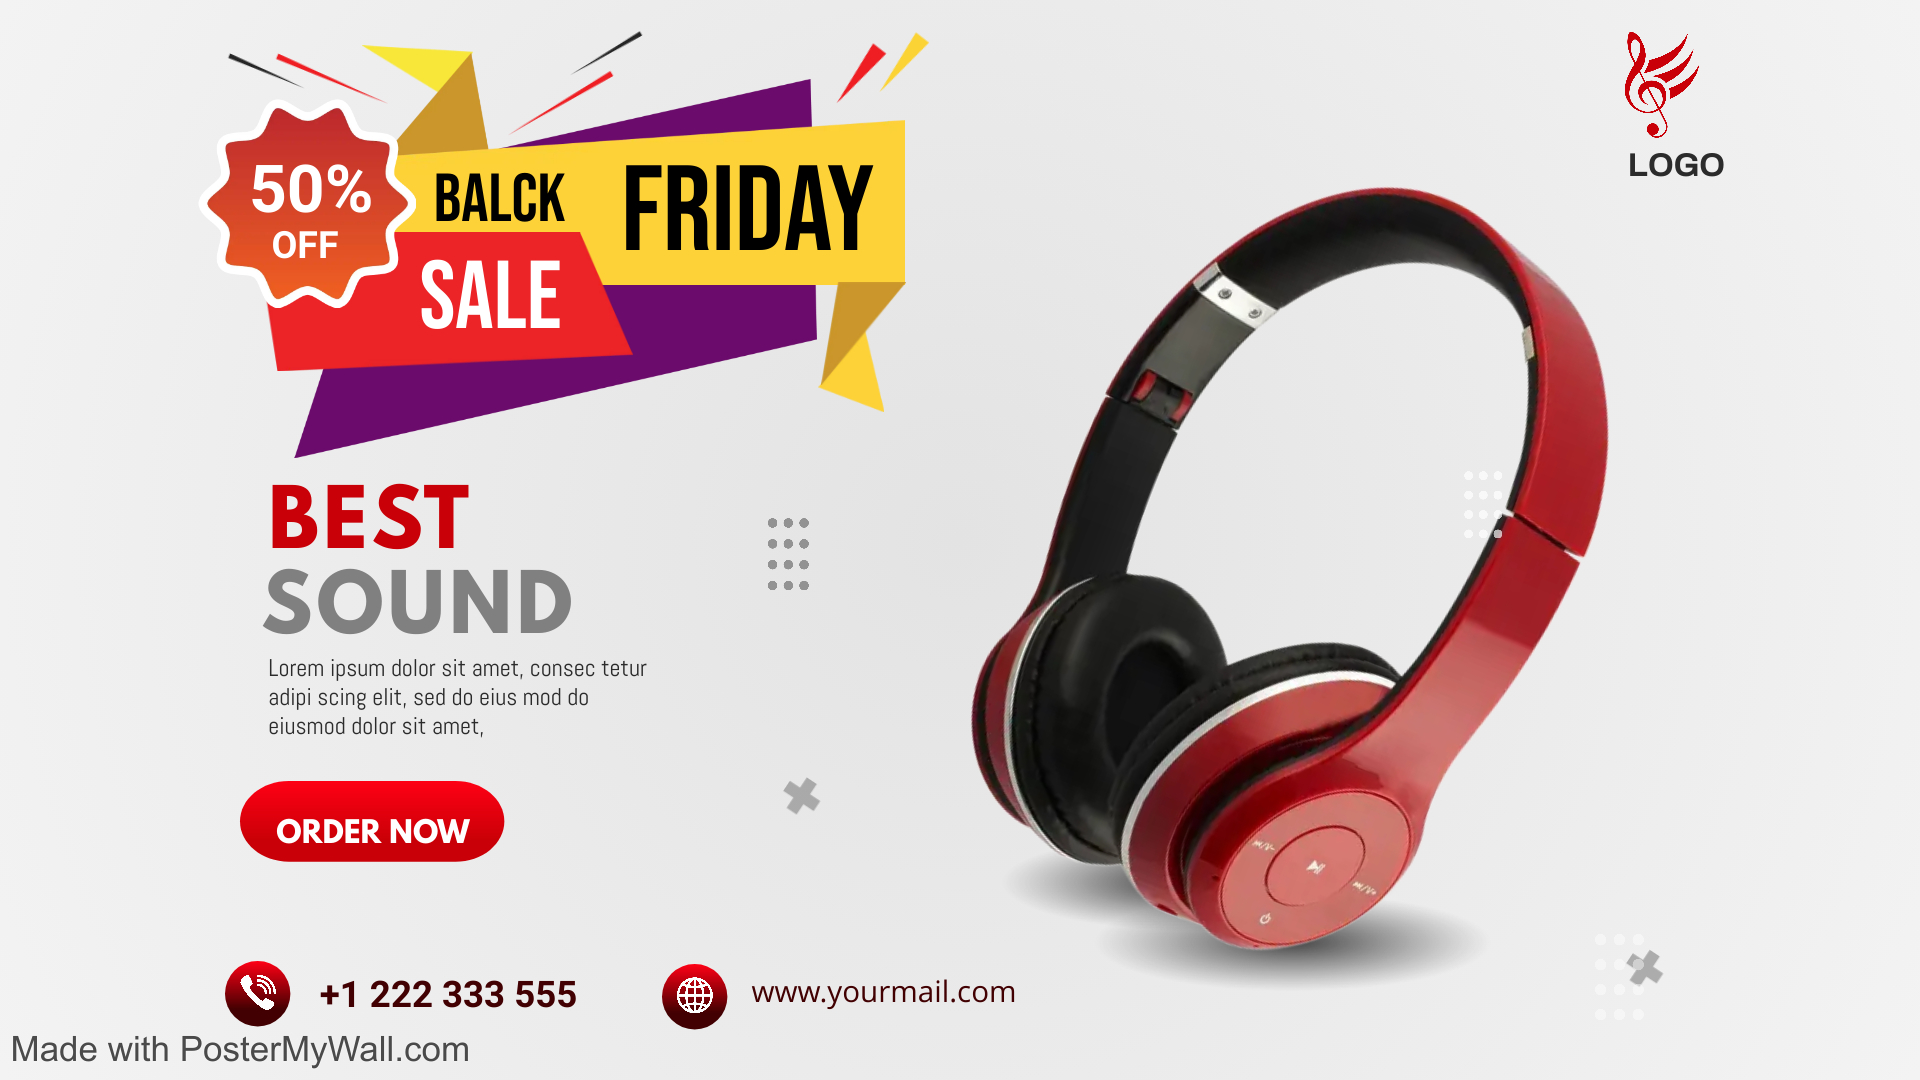 50%
OFF
BALCK
FRIDAY
SALE
LOGO
BEST
SOUND
Lorem ipsum dolor sit amet, consec tetur
adipi scing elit, sed do eius mod do
eiusmod dolor sit amet,
ORDER NOW
+1 222 333 555
www.yourmail.com
Made with PosterMyWall.com